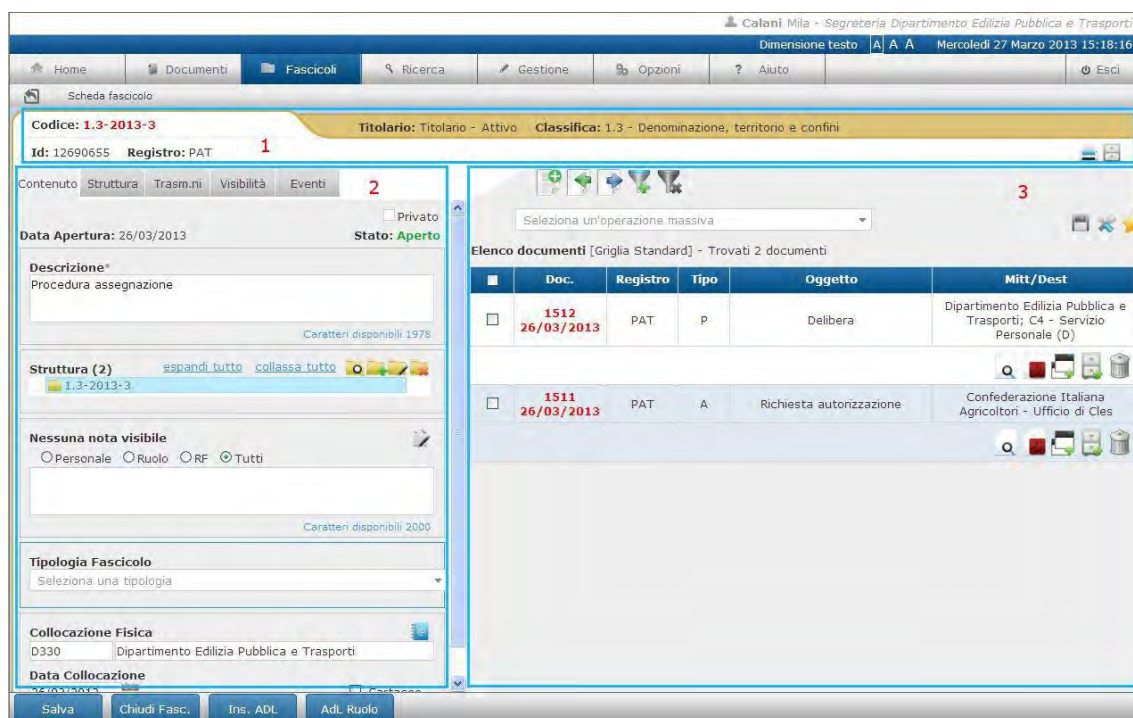 Calani Mila - Segreteria Dipartimento Edilizia Pubblica e Trasporti
Dimensione testo A A A Mercoledì 27 Marzo 2013 15:18:16
Home Documenti Fascicoli Ricerca Gestione Opzioni ? Aiuto Esci
Scheda fascicolo
Codice: 1.3-2013-3
Titolario: Titolario - Attivo Classifica: 1.3 - Denominazione, territorio e confini
Id: 12690655 Registro: PAT 1
Contenuto Struttura Trasm.ni Visibilità Eventi 2
Privato
Data Apertura: 26/03/2013 Stato: Aperto
Descrizione*
Procedura assegnazione
Caratteri disponibili 1978
Struttura (2) espandi tutto collassa tutto
1.3-2013-3
Nessuna nota visibile
Personale Ruolo RF Tutti
Caratteri disponibili 2000
Tipologia Fascicolo
Seleziona una tipologia
Collocazione Fisica
D330 Dipartimento Edilizia Pubblica e Trasporti
Data Collocazione
26/03/2013 Cartaceo
3
Seleziona un'operazione massiva
Elenco documenti [Griglia Standard] - Trovati 2 documenti
Doc. Registro Tipo Oggetto Mitt/Dest
1512
26/03/2013 PAT P Delibera Dipartimento Edilizia Pubblica e
Trasporti; C4 - Servizio
Personale (D)
1511
26/03/2013 PAT A Richiesta autorizzazione Confederazione Italiana
Agricoltori - Ufficio di Cles
Salva Chiudi Fasc. Ins. ADL AdL Ruolo